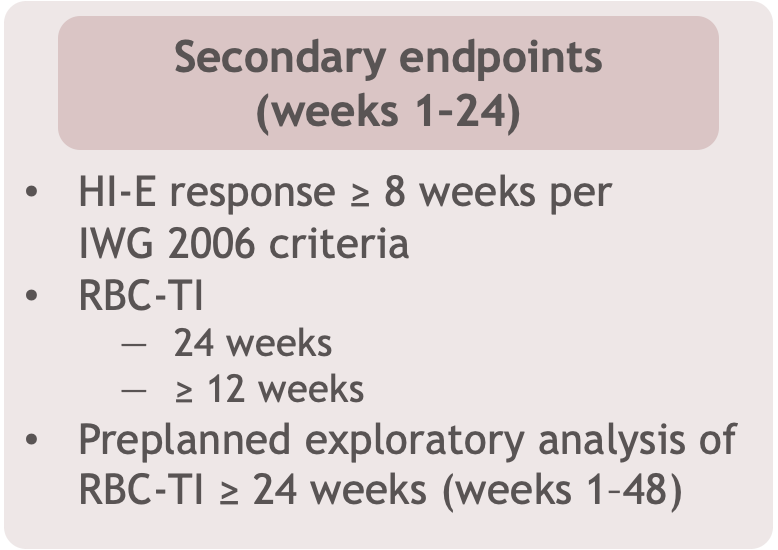 Secondary endpoints
(weeks 1–24)
• HI-E response ≥ 8 weeks per
IWG 2006 criteria
• RBC-TI
— 24 weeks
— ≥ 12 weeks
• Preplanned exploratory analysis of
RBC-TI ≥ 24 weeks (weeks 1–48)